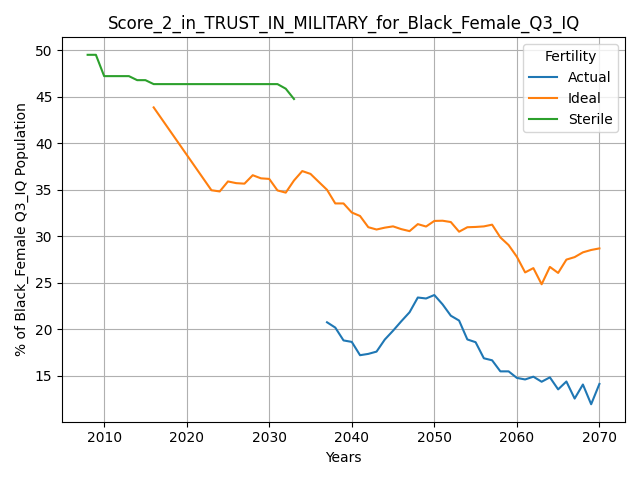 Score_2_in_TRUST_IN_MILITARY_for_Black_Female_Q3_IQ
% of Black_Female Q3_IQ Population
50
45
40
35
30
25
20
15
Fertility
Actual
Ideal
Sterile
2010
2020
2030
2040
2050
2060
2070
Years